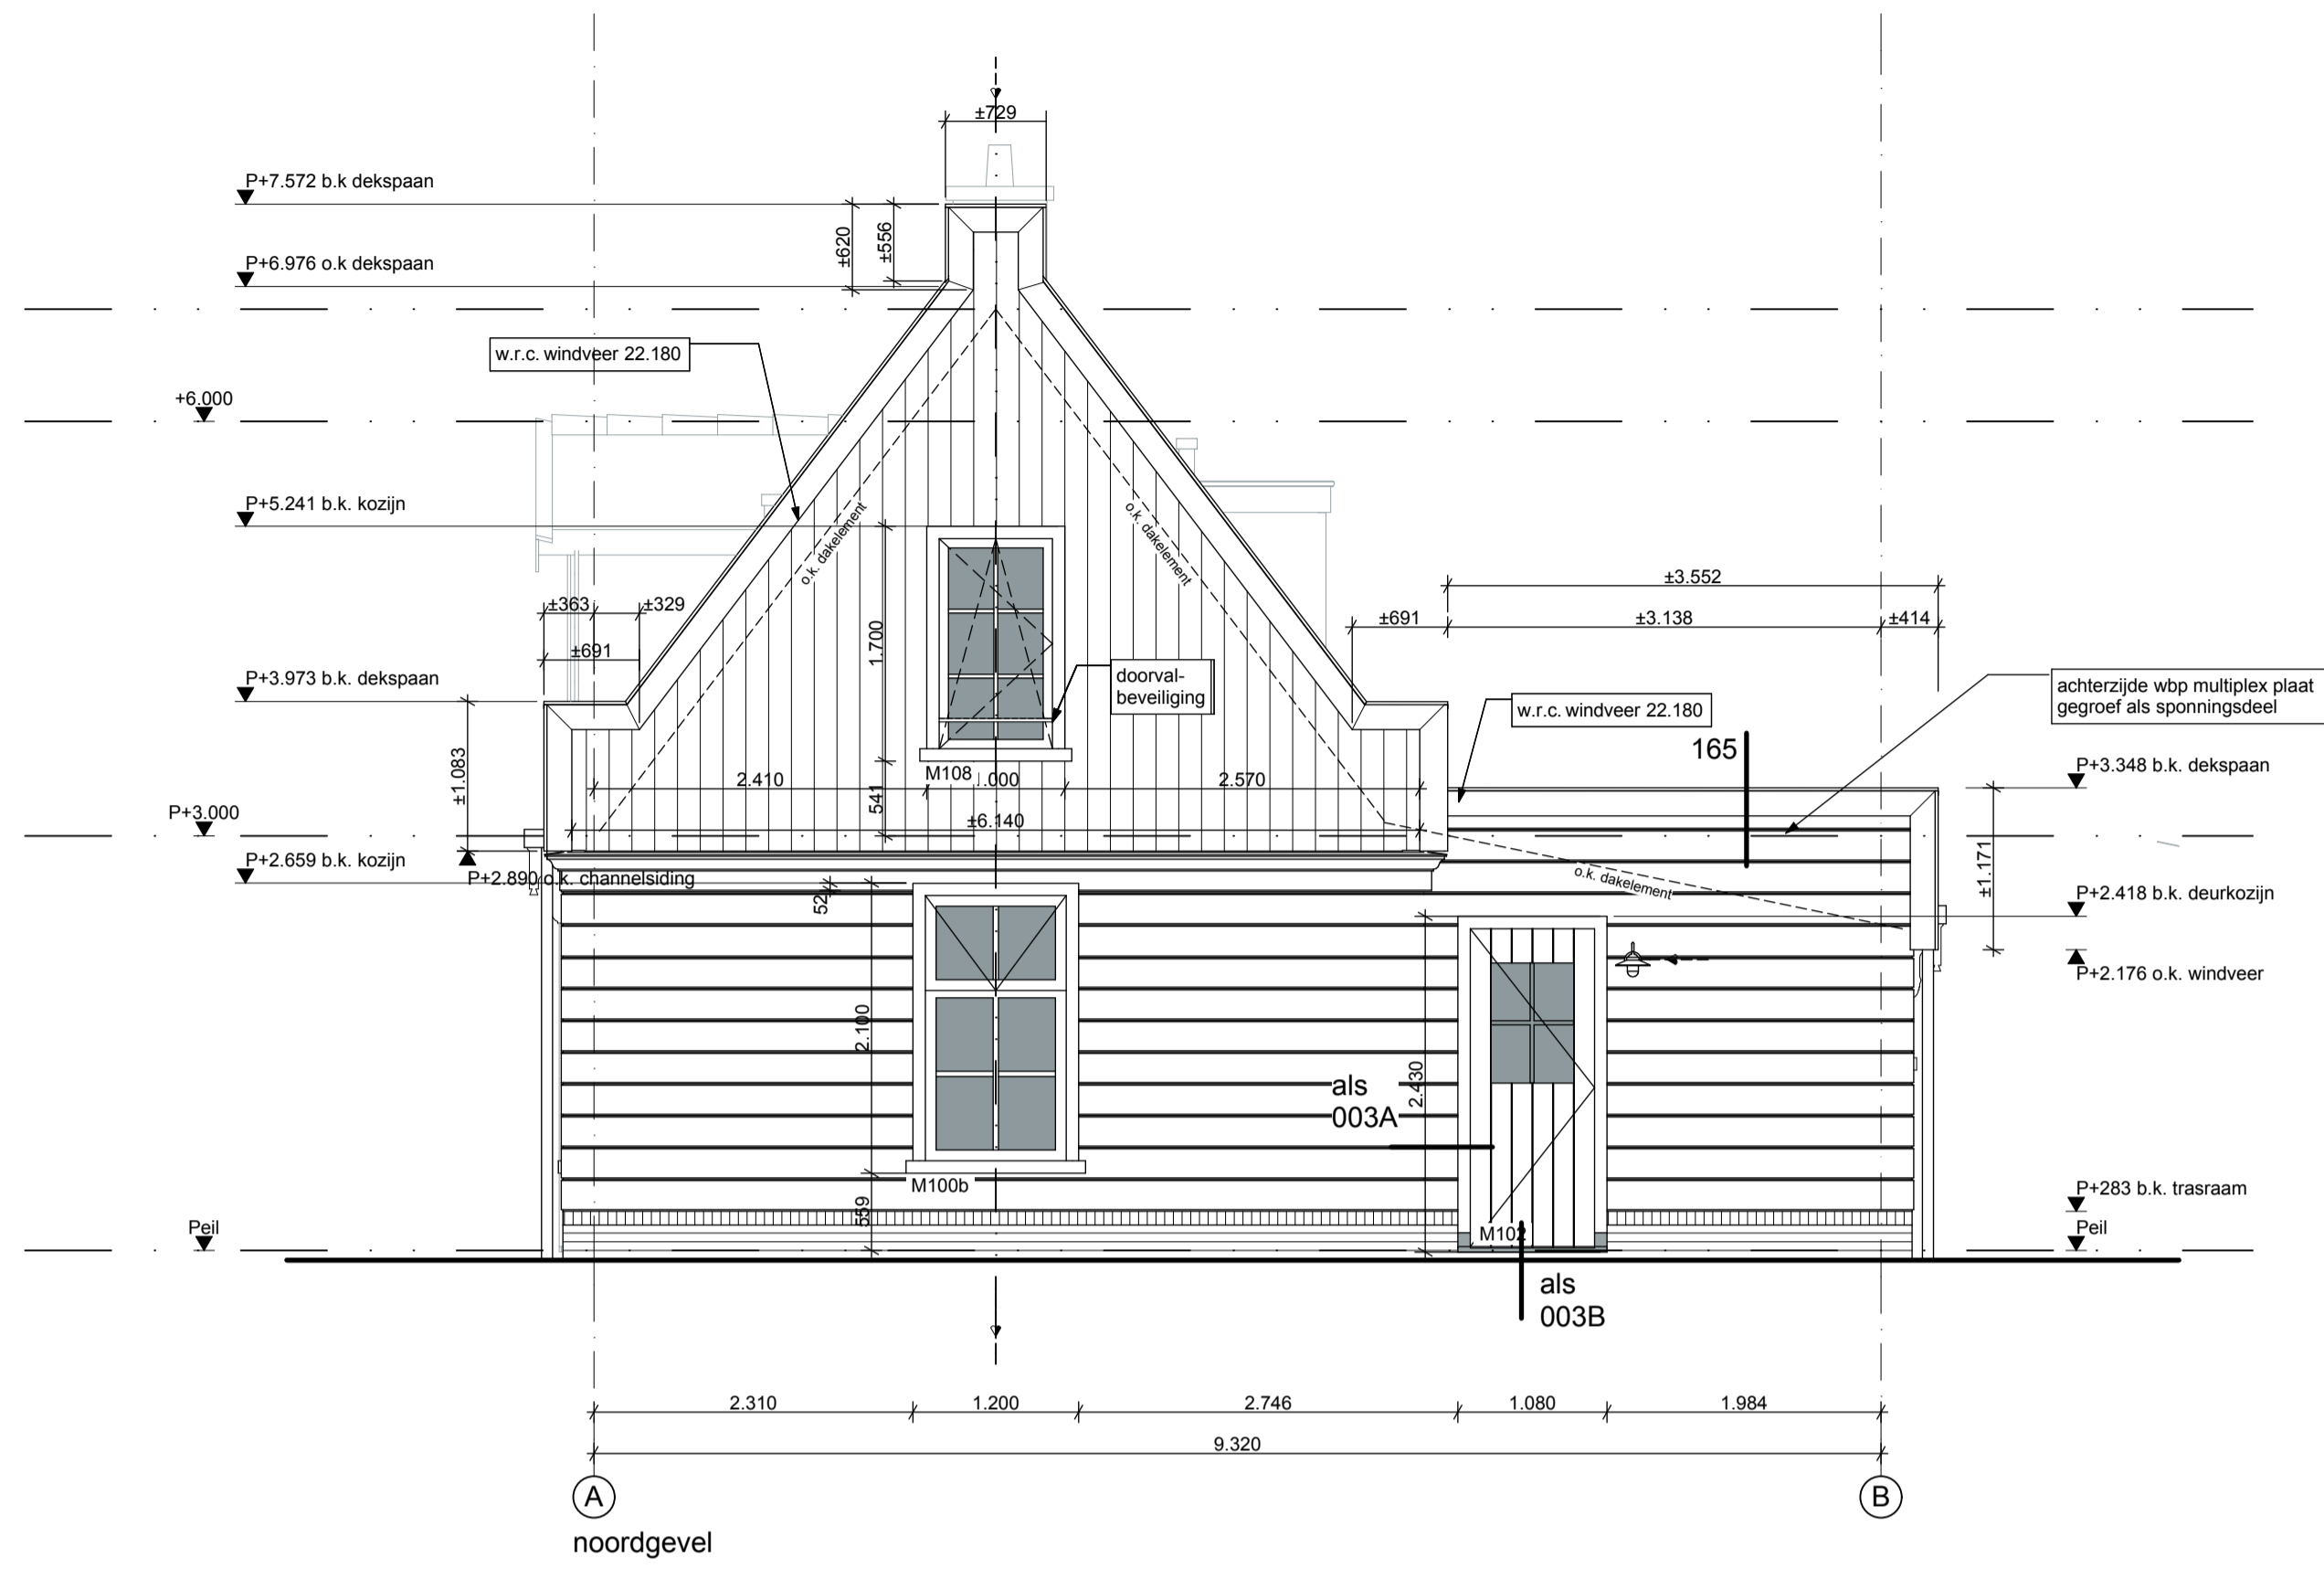 ±729
P+7.572 b.k dekspaan
±620
±556
P+6.976 o.k dekspaan
w.r.c. windveer 22.180
+6.000
P+5.241 b.k. kozijn
o.k. dakelement
o.k. dakelement
±3.552
±363
±329
±691
±3.138
±414
1.700
±691
doorval-
beveiliging
P+3.973 b.k. dekspaan
achterzijde wbp multiplex plaat
gegroef als sponningsdeel
w.r.c. windveer 22.180
165
±1.083
P+3.348 b.k. dekspaan
M108
2.410
.000
2.570
541
P+3.000
±6.140
P+2.659 b.k. kozijn
±1.171
P+2.890 o.k. channelsiding
o.k. dakelement
P+2.418 b.k. deurkozijn
52
P+2.176 o.k. windveer
2.100
als
003A
2.430
M100b
559
P+283 b.k. trasraam
Peil
Peil
M102
als
003B
2.310
1.200
2.746
1.080
1.984
9.320
A
B
noordgevel